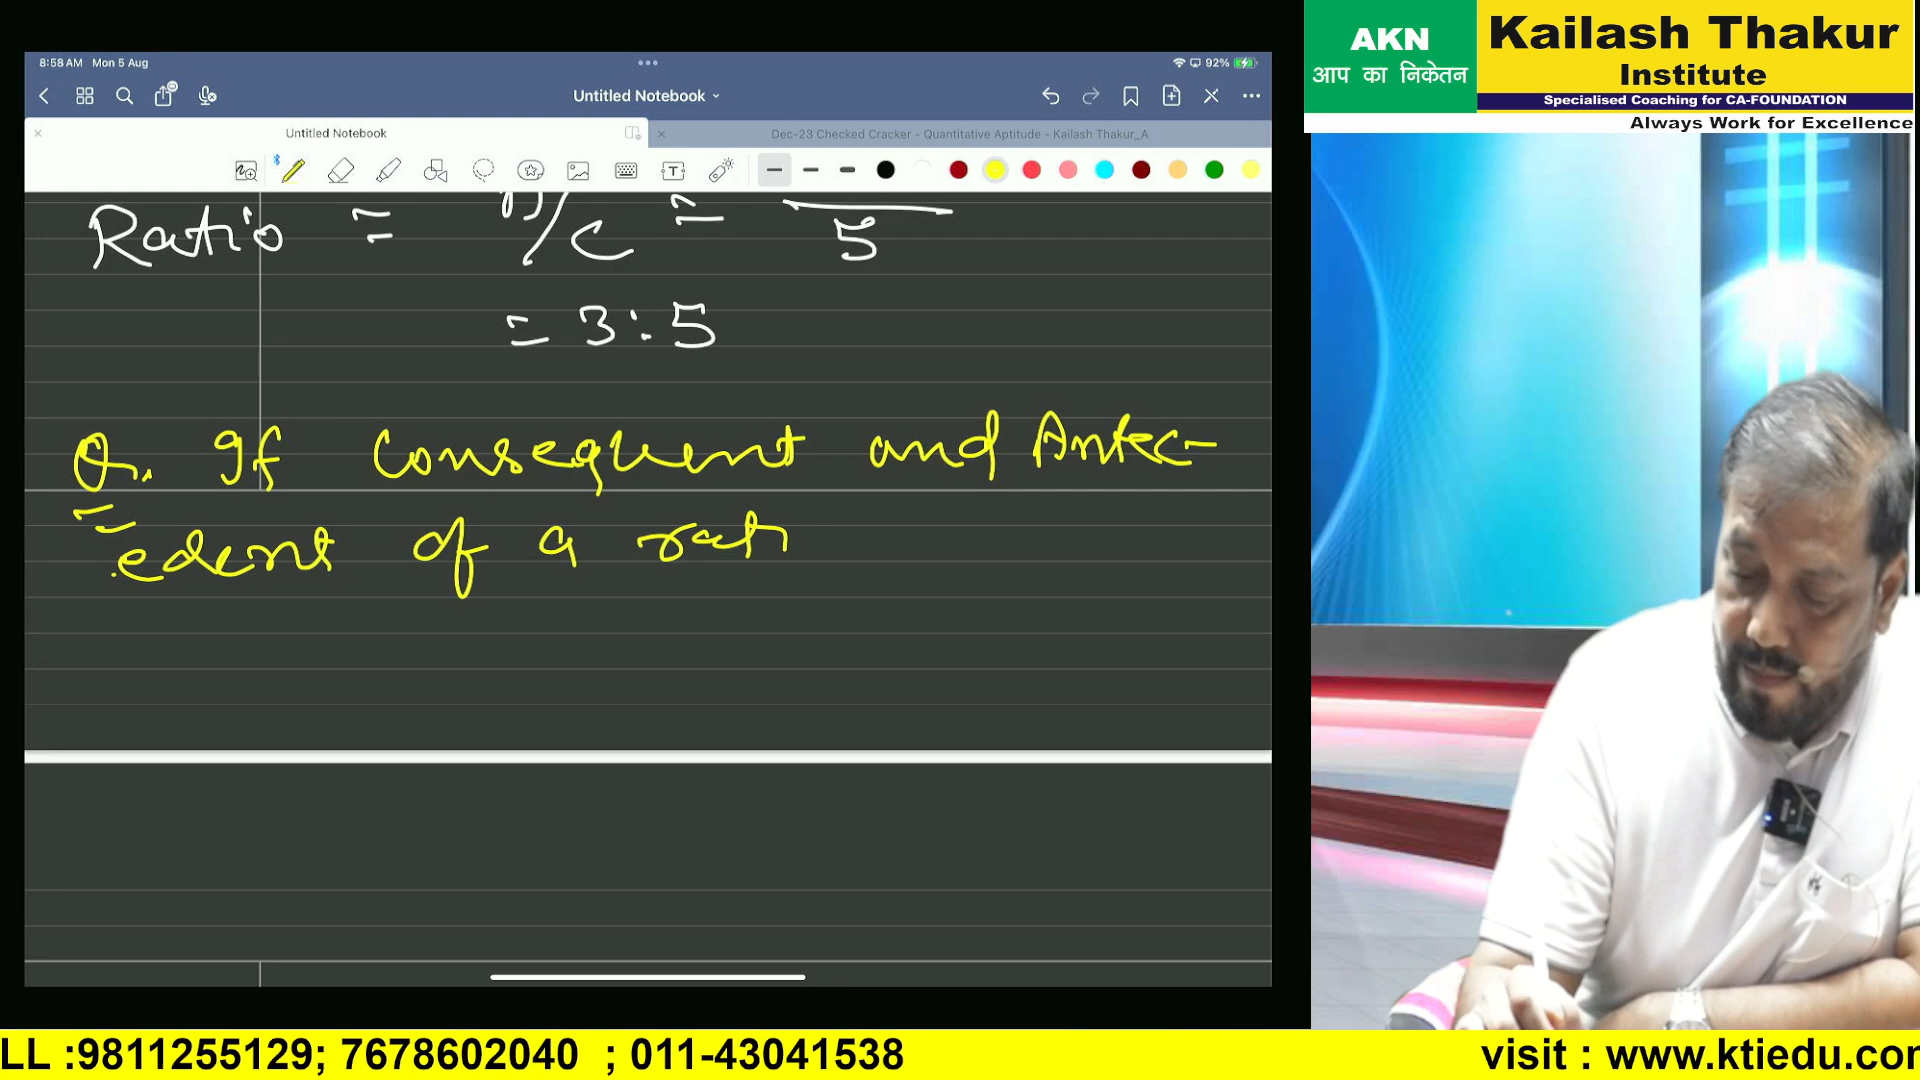 AKN
आप का निकेतन
Kailash Thakur
Institute
Specialised Coaching for CA-FOUNDATION
Always Work for Excellence
8:58 AM Mon 5 Aug
92%
Untitled Notebook
Untitled Notebook
Dec-23 Checked Cracker - Quantitative Aptitude - Kailash Thakur_A
Ratio = /C = 5
= 3:5
Q. If Consequent and Antec-
edent of a rati
LL :9811255129; 7678602040 ; 011-43041538
visit : www.ktiedu.con